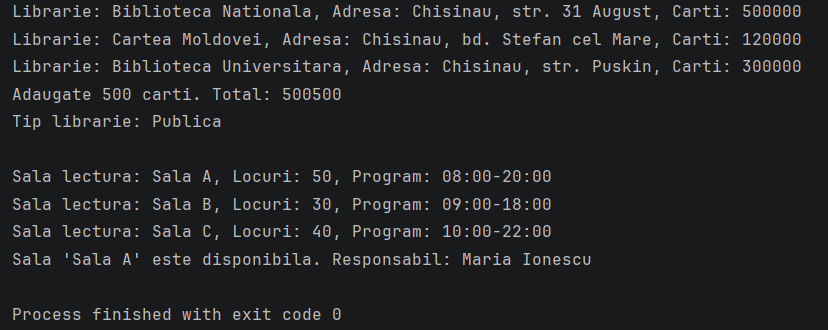 Librarie: Biblioteca Nationala, Adresa: Chisinau, str. 31 August, Carti: 500000
Librarie: Cartea Moldovei, Adresa: Chisinau, bd. Stefan cel Mare, Carti: 120000
Librarie: Biblioteca Universitara, Adresa: Chisinau, str. Puskin, Carti: 300000
Adaugate 500 carti. Total: 500500
Tip librarie: Publica
Sala lectura: Sala A, Locuri: 50, Program: 08:00-20:00
Sala lectura: Sala B, Locuri: 30, Program: 09:00-18:00
Sala lectura: Sala C, Locuri: 40, Program: 10:00-22:00
Sala 'Sala A' este disponibila. Responsabil: Maria Ionescu
Process finished with exit code 0